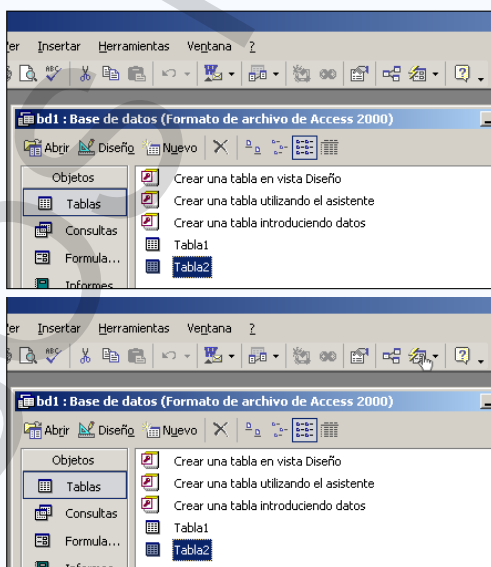 Insertar Herramientas Ventana ?
bd1 : Base de datos (Formato de archivo de Access 2000)
Abrir Diseño Nuevo
Objetos
Crear una tabla en vista Diseño
Tablas
Crear una tabla utilizando el asistente
Crear una tabla introduciendo datos
Consultas
Tabla1
Formula...
Tabla2
Informes
Insertar Herramientas Ventana ?
bd1 : Base de datos (Formato de archivo de Access 2000)
Abrir Diseño Nuevo
Objetos
Crear una tabla en vista Diseño
Tablas
Crear una tabla utilizando el asistente
Crear una tabla introduciendo datos
Consultas
Tabla1
Formula...
Tabla2